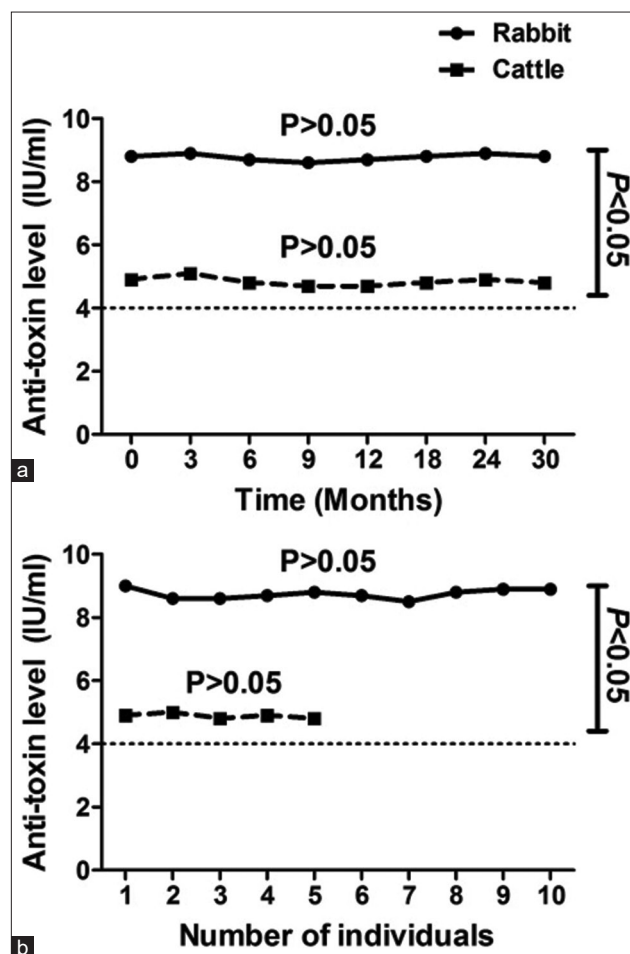 Rabbit
Cattle
10
8
6
4
2
0
Anti-toxin level (IU/ml)
P>0.05
P>0.05
P<0.05
0 3 6 9 12 18 24 30
Time (Months)
a
10
8
6
4
2
0
Anti-toxin level (IU/ml)
P>0.05
P>0.05
P<0.05
1 2 3 4 5 6 7 8 9 10
Number of individuals
b